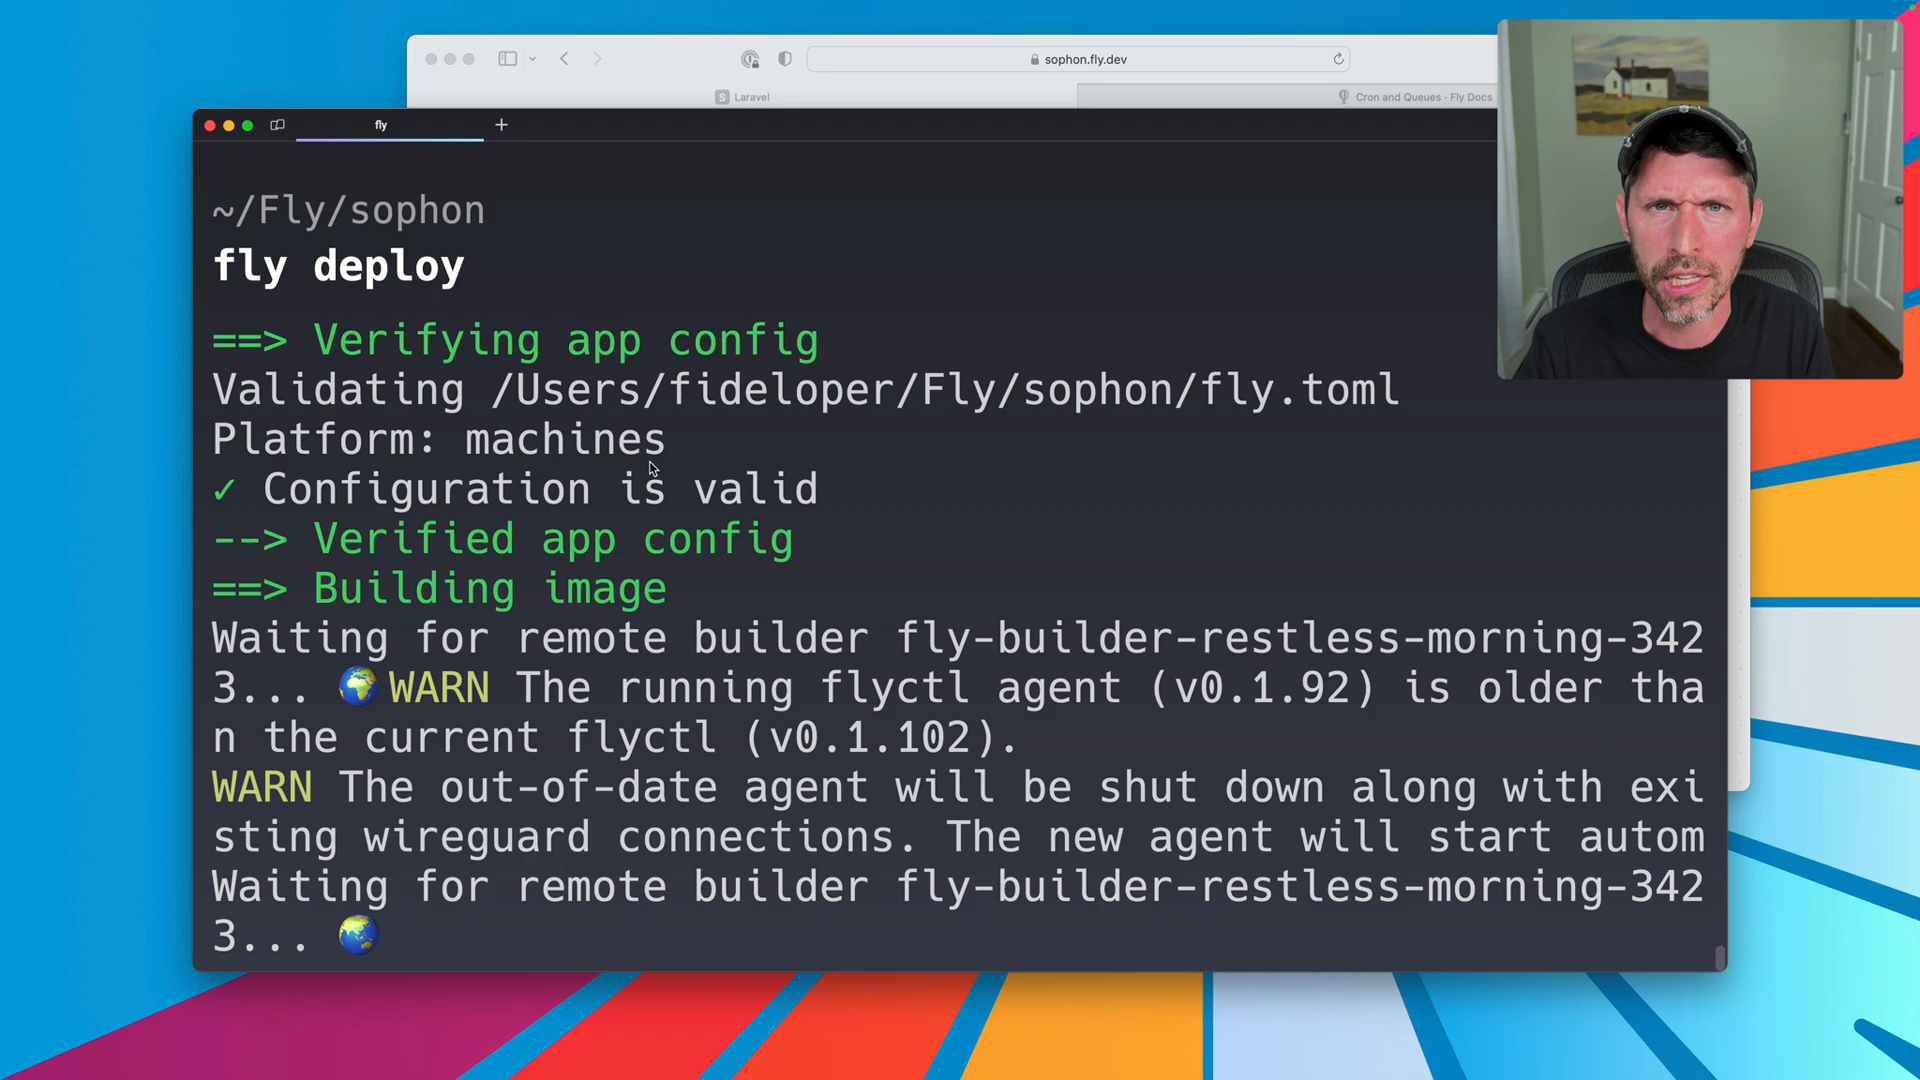 sophon.fly.dev
Laravel
Cron and Queues · Fly Docs
fly
~/Fly/sophon
fly deploy
==> Verifying app config
Validating /Users/fideloper/Fly/sophon/fly.toml
Platform: machines
✓ Configuration is valid
--> Verified app config
==> Building image
Waiting for remote builder fly-builder-restless-morning-342
3... 🌍WARN The running flyctl agent (v0.1.92) is older tha
n the current flyctl (v0.1.102).
WARN The out-of-date agent will be shut down along with exi
sting wireguard connections. The new agent will start autom
Waiting for remote builder fly-builder-restless-morning-342
3... 🌏